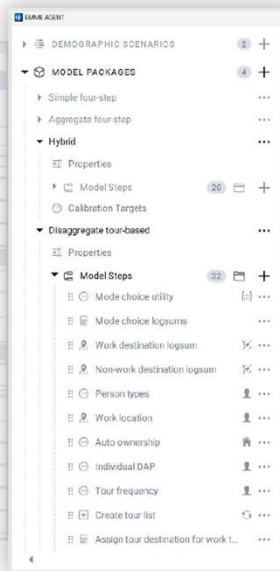 EMME AGENT
DEMOGRAPHIC SCENARIOS 2
MODEL PACKAGES 4
Simple four-step
Aggregate four-step
Hybrid
Properties
Model Steps 26
Calibration Targets
Disaggregate tour-based
Properties
Model Steps 32
Mode choice utility
Mode choice logsums
Work destination logsum
Non-work destination logsum
Person types
Work location
Auto ownership
Individual DAP
Tour frequency
Create tour list
Assign tour destination for work t...